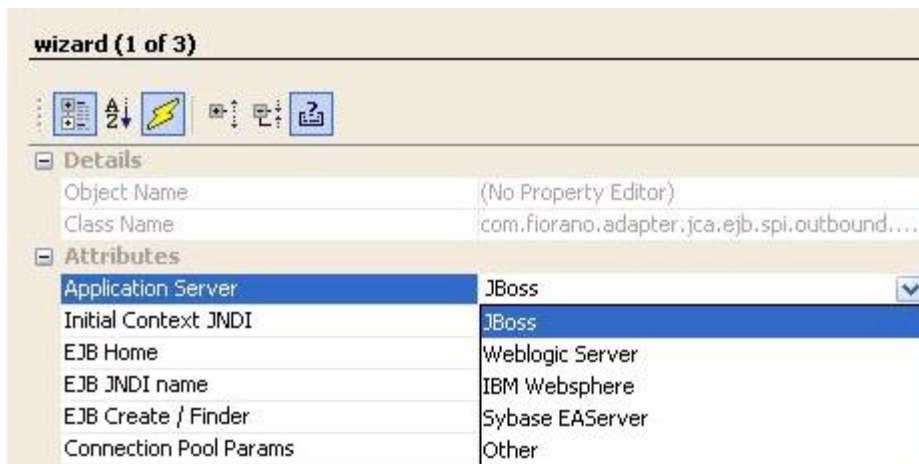 wizard (1 of 3)
Details
Object Name (No Property Editor)
Class Name com.fiorano.adapter.jca.ejb.spi.outbound....
Attributes
Application Server JBoss
Initial Context JNDI JBoss
EJB Home Weblogic Server
EJB JNDI name IBM Websphere
EJB Create / Finder Sybase EAServer
Connection Pool Params Other